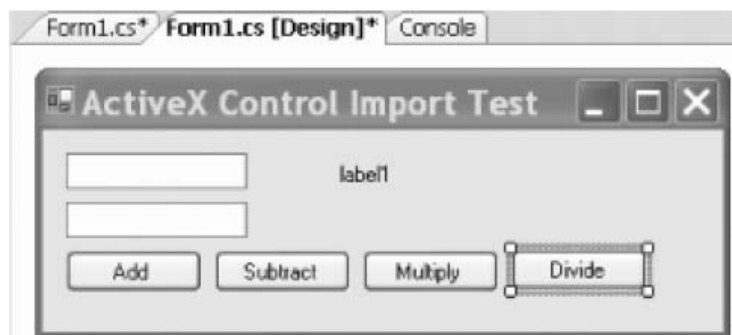 Form1.cs* Form1.cs [Design]* Console
ActiveX Control Import Test
label1
Add Subtract Multiply Divide